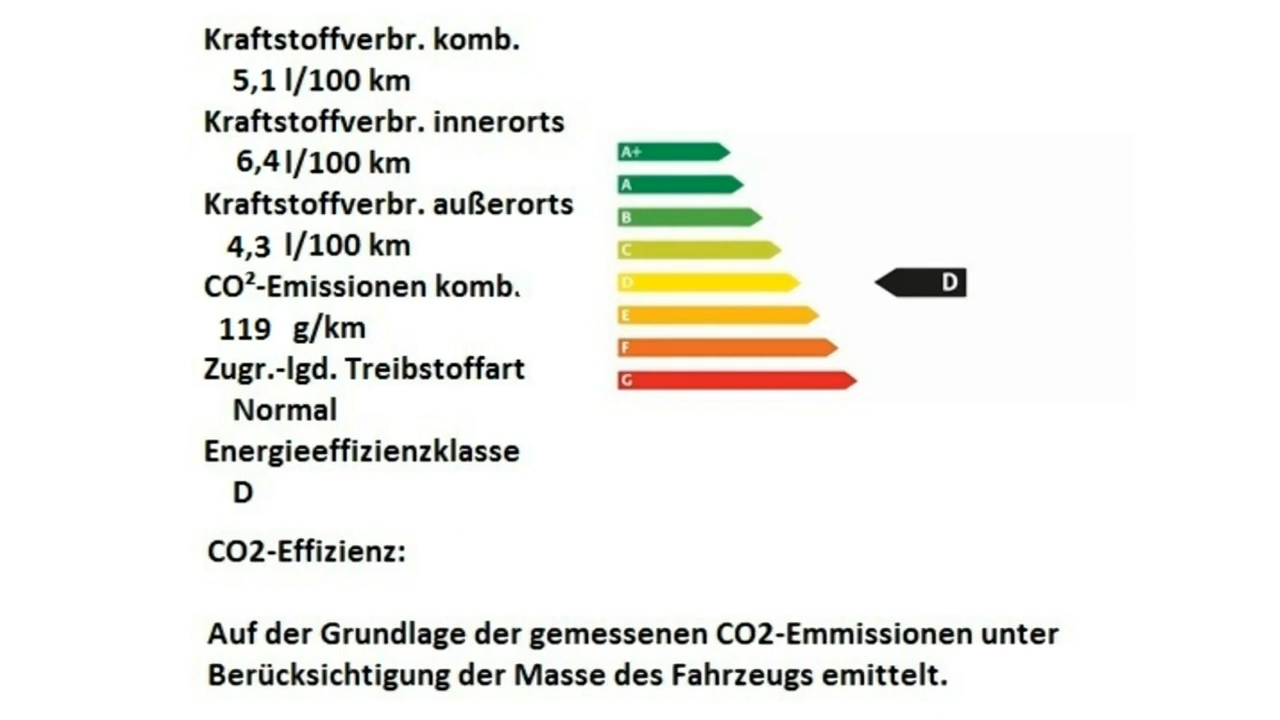 Kraftstoffverbr. komb.
5,1 l/100 km
Kraftstoffverbr. innerorts
6,4 l/100 km
Kraftstoffverbr. außerorts
4,3 l/100 km
CO²-Emissionen komb.
119 g/km
Zugr.-lgd. Treibstoffart
Normal
Energieeffizienzklasse
D
A+
A
B
C
D
D
E
F
G
CO2-Effizienz:
Auf der Grundlage der gemessenen CO2-Emmissionen unter
Berücksichtigung der Masse des Fahrzeugs emittelt.